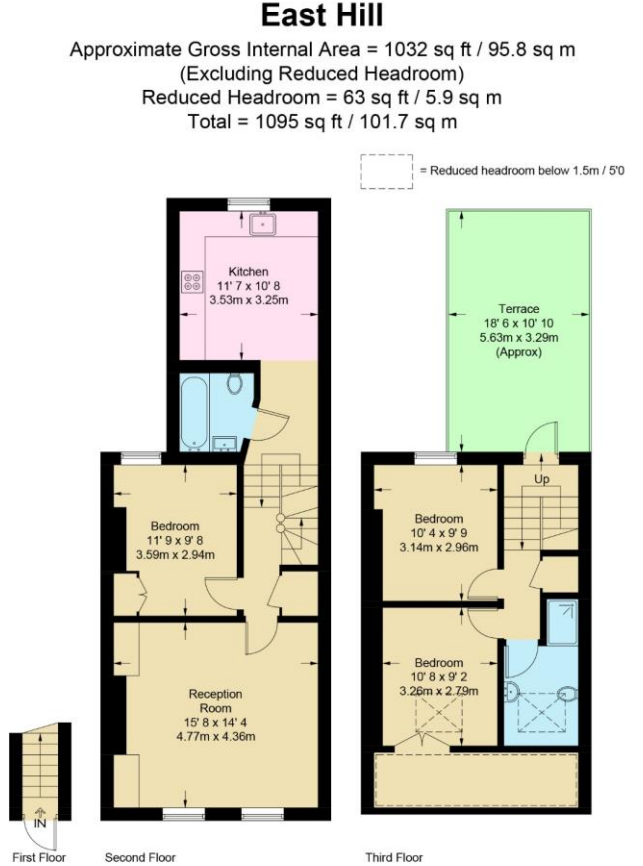 East Hill
Approximate Gross Internal Area = 1032 sq ft / 95.8 sq m
(Excluding Reduced Headroom)
Reduced Headroom = 63 sq ft / 5.9 sq m
Total = 1095 sq ft / 101.7 sq m
= Reduced headroom below 1.5m / 5'0
Kitchen
11' 7 x 10' 8
3.53m x 3.25m
Terrace
18' 6 x 10' 10
5.63m x 3.29m
(Approx)
Up
Bedroom
11' 9 x 9' 8
3.59m x 2.94m
Bedroom
10' 4 x 9' 9
3.14m x 2.96m
Reception
Room
15' 8 x 14' 4
4.77m x 4.36m
Bedroom
10' 8 x 9' 2
3.26m x 2.79m
IN
First Floor
Second Floor
Third Floor